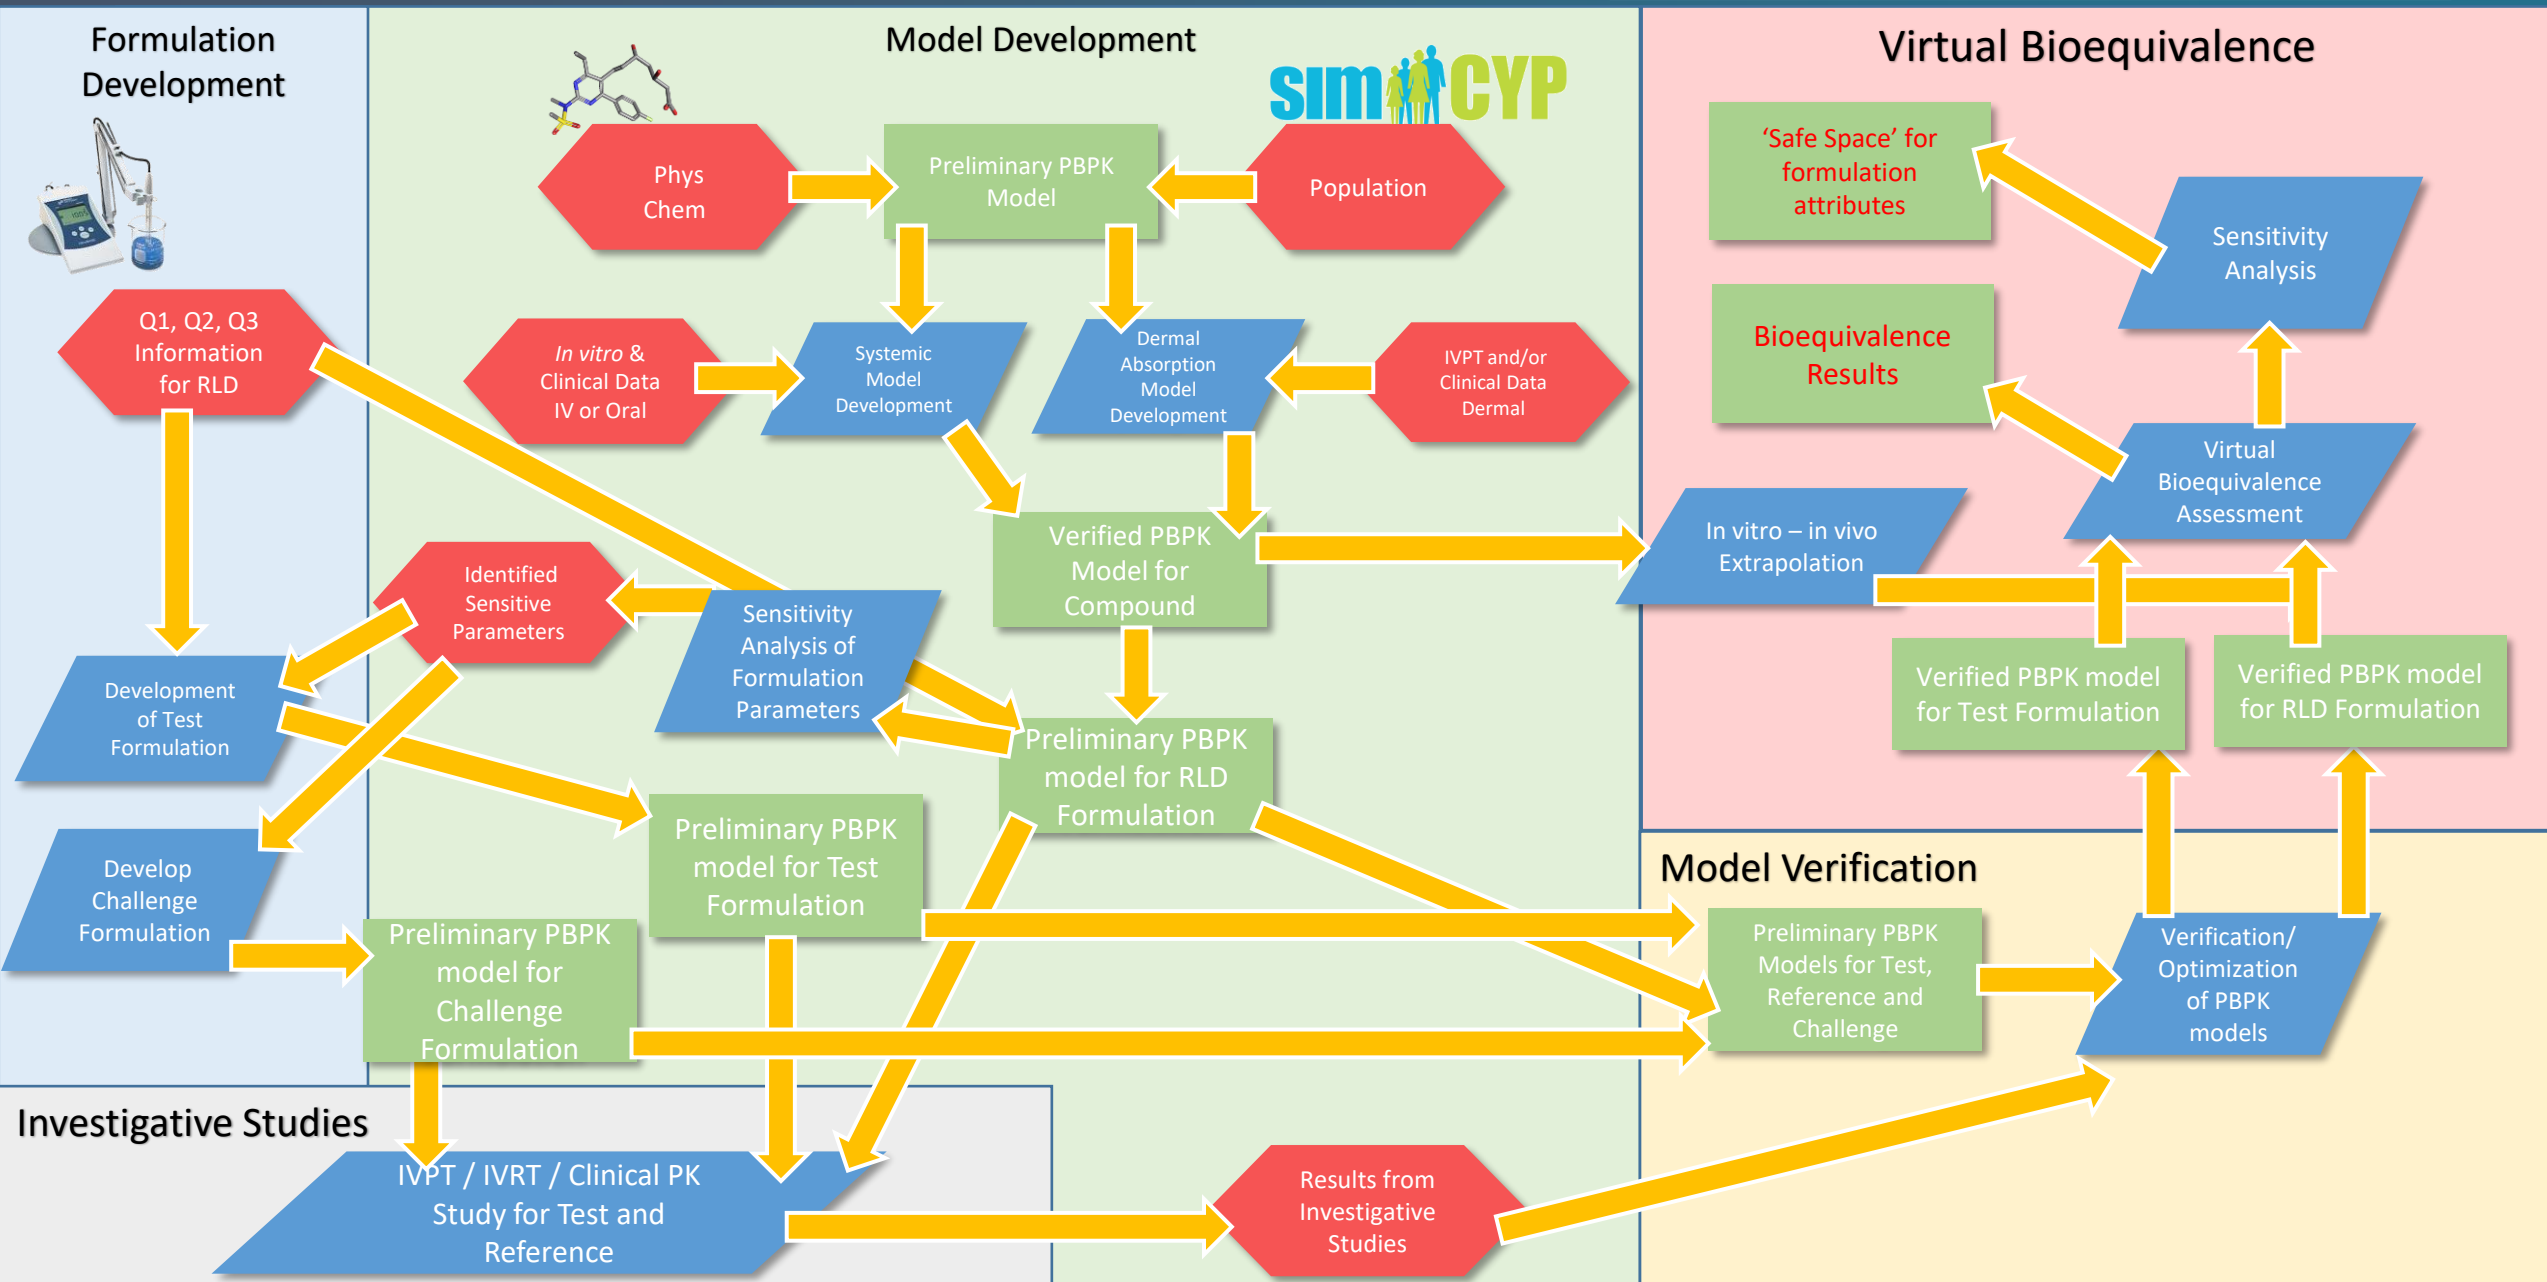 Formulation
Development
Model Development
simCYP
Virtual Bioequivalence
Phys
Chem
Preliminary PBPK
Model
Population
'Safe Space' for
formulation
attributes
Sensitivity
Analysis
Q1, Q2, Q3
Information
for RLD
In vitro &
Clinical Data
IV or Oral
Systemic
Model
Development
Dermal
Absorption
Model
Development
IVPT and/or
Clinical Data
Dermal
Bioequivalence
Results
Virtual
Bioequivalence
Assessment
Identified
Sensitive
Parameters
Sensitivity
Analysis of
Formulation
Parameters
Verified PBPK
Model for
Compound
In vitro – in vivo
Extrapolation
Development
of Test
Formulation
Preliminary PBPK
model for RLD
Formulation
Verified PBPK model
for Test Formulation
Verified PBPK model
for RLD Formulation
Develop
Challenge
Formulation
Preliminary PBPK
model for Test
Formulation
Preliminary PBPK
model for
Challenge
Formulation
Model Verification
Preliminary PBPK
Models for Test,
Reference and
Challenge
Verification/
Optimization
of PBPK
models
Investigative Studies
IVPT / IVRT / Clinical PK
Study for Test and
Reference
Results from
Investigative
Studies